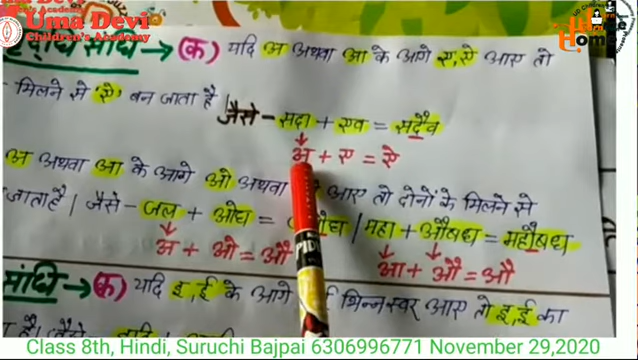 Uma Devi
Children's Academy
Home
वृद्धि संधि → (क) यदि अ अथवा आ के आगे ए, ऐ आए तो
मिलने से 'ऐ' बन जाता है |
जैसे - सदा + एव = सदैव
अ + ए = ऐ
अ अथवा आ के आगे ओ अथवा आए तो दोनों के मिलने से
जाता है | जैसे - जल + ओघ = | महा + औषध = महौषध
अ + ओ = औ
आ + औ = औ
संधि → (क) यदि इ, ई के आगे भिन्न स्वर आए तो इ, ई का
Class 8th, Hindi, Suruchi Bajpai 6306996771 November 29,2020